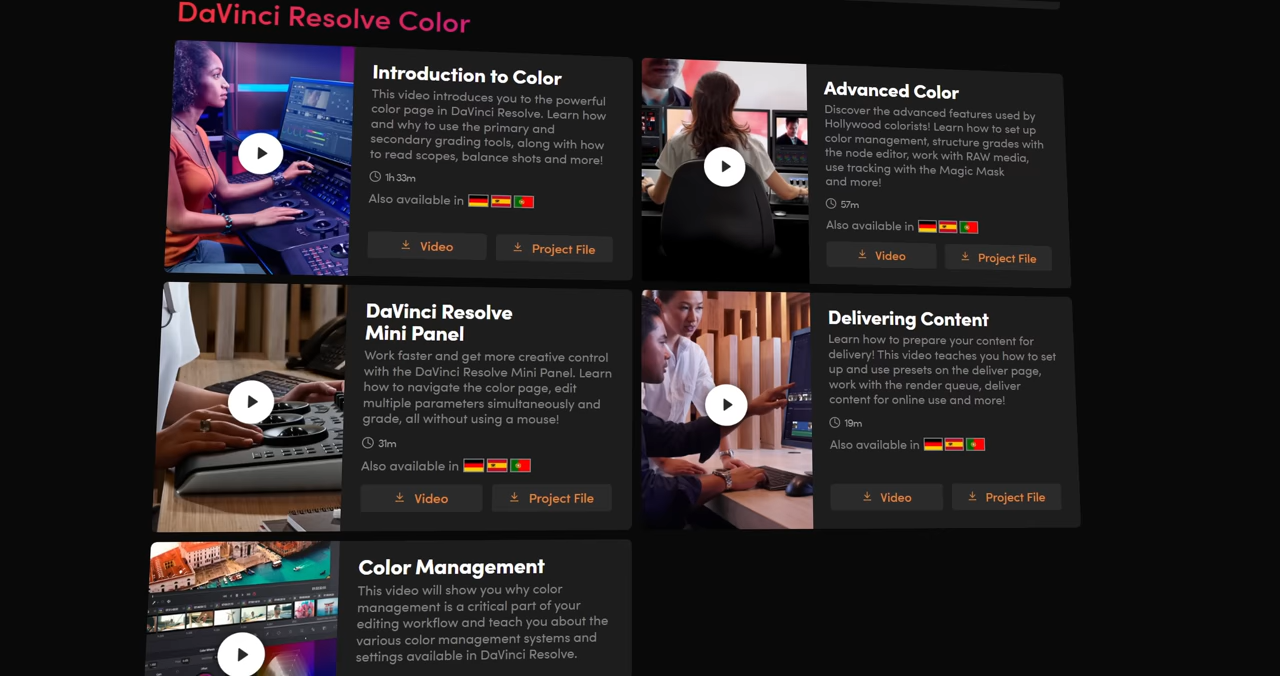 DaVinci Resolve Color
Introduction to Color
This video introduces you to the powerful
color page in DaVinci Resolve. Learn how
and why to use the primary and
secondary grading tools, along with how
to read scopes, balance shots and more!
1h 33m
Also available in
Video
Project File
Advanced Color
Discover the advanced features used by
Hollywood colorists! Learn how to set up
color management, structure grades with
the node editor, work with RAW media,
use tracking with the Magic Mask
and more!
57m
Also available in
Video
Project File
DaVinci Resolve
Mini Panel
Work faster and get more creative control
with the DaVinci Resolve Mini Panel. Learn
how to navigate the color page, edit
multiple parameters simultaneously and
grade, all without using a mouse!
31m
Also available in
Video
Project File
Delivering Content
Learn how to prepare your content for
delivery! This video teaches you how to set
up and use presets on the deliver page,
work with the render queue, deliver
content for online use and more!
19m
Also available in
Video
Project File
Color Management
This video will show you why color
management is a critical part of your
editing workflow and teach you about the
various color management systems and
settings available in DaVinci Resolve.